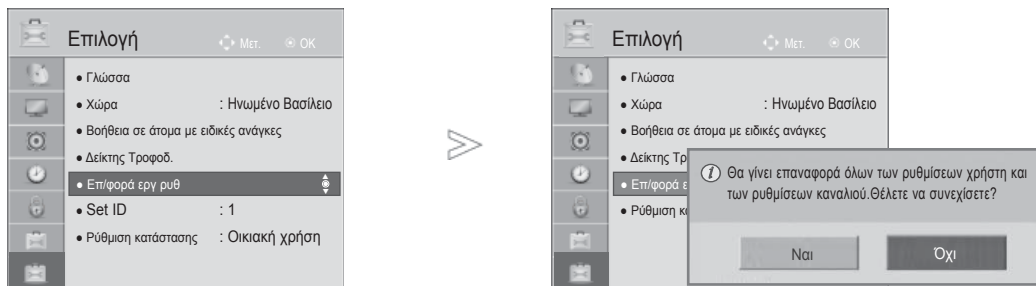 Επιλογή Μετ. OK
● Γλώσσα
● Χώρα : Ηνωμένο Βασίλειο
● Βοήθεια σε άτομα με ειδικές ανάγκες
● Δείκτης Τροφοδ.
● Επ/φορά εργ ρυθ
● Set ID : 1
● Ρύθμιση κατάστασης : Οικιακή χρήση
Επιλογή Μετ. OK
● Γλώσσα
● Χώρα : Ηνωμένο Βασίλειο
● Βοήθεια σε άτομα με ειδικές ανάγκες
● Δείκτης Τρ
● Επ/φορά ε
● Ρύθμιση κα
Θα γίνει επαναφορά όλων των ρυθμίσεων χρήστη και
των ρυθμίσεων καναλιού.Θέλετε να συνεχίσετε?
Ναι Όχι